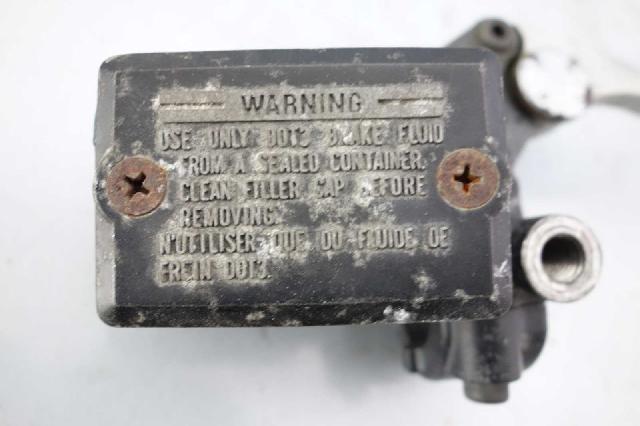 WARNING
USE ONLY DOT3 BRAKE FLUID
FROM A SEALED CONTAINER.
CLEAN FILLER CAP BEFORE
REMOVING.
N'UTILISER QUE DU FLUIDE DE
FREIN DOT3.